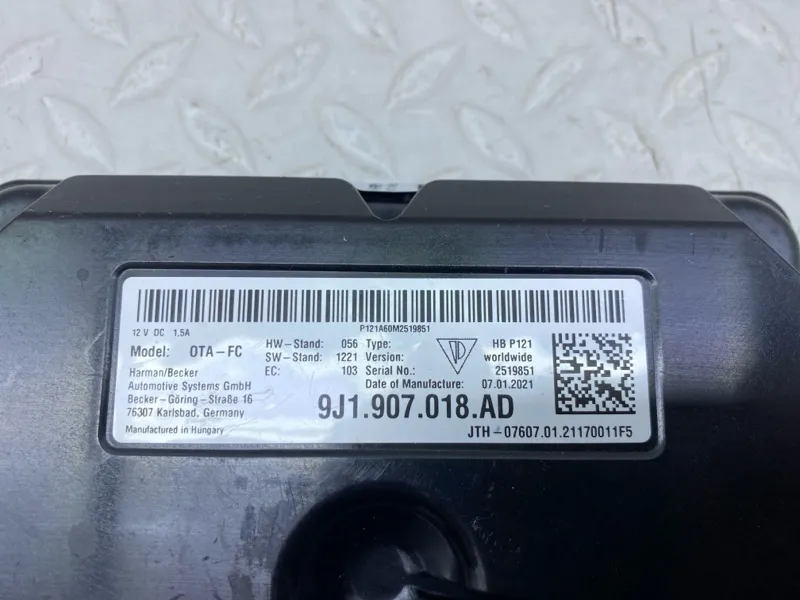 P121A60M2519851
12 V DC 1.5A
Model: OTA-FC
HW-Stand: 056 Type: HB P121
SW-Stand: 1221 Version: worldwide
EC: 103 Serial No.: 2519851
Date of Manufacture: 07.01.2021
Harman/Becker
Automotive Systems GmbH
Becker-Göring-Straße 16
76307 Karlsbad, Germany
Manufactured in Hungary
9J1.907.018.AD
JTH-07607.01.21170011F5